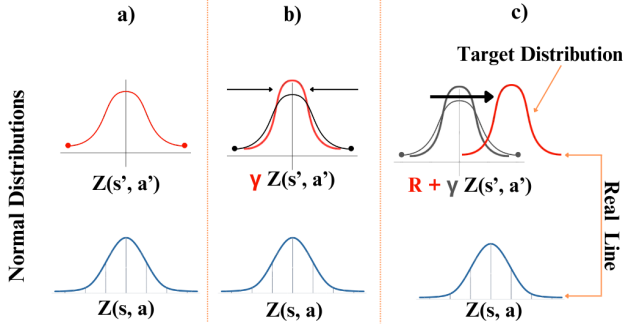 a)
b)
c)
Normal Distributions
Target Distribution
Z(s’, a’)
γ Z(s’, a’)
R + γ Z(s’, a’)
Real Line
Z(s, a)
Z(s, a)
Z(s, a)